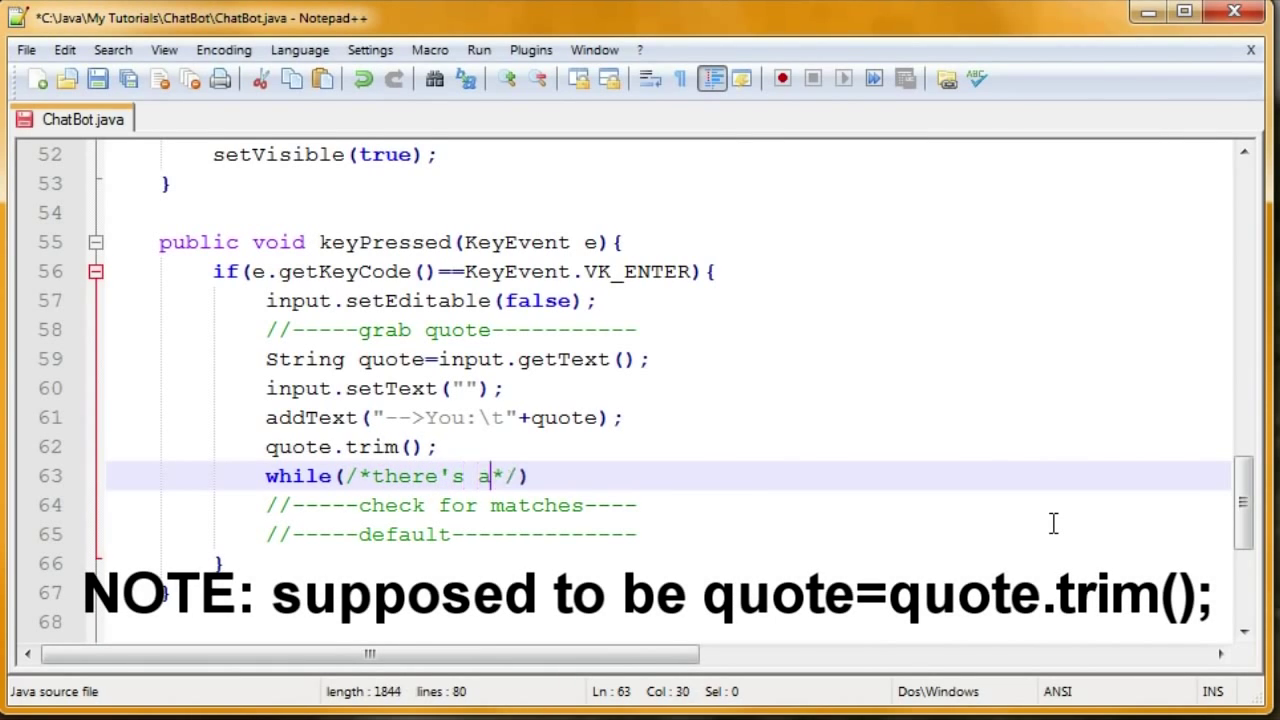 *C:\Java\My Tutorials\ChatBot\ChatBot.java - Notepad++
File Edit Search View Encoding Language Settings Macro Run Plugins Window ? X
ABC
ChatBot.java
52 setVisible(true);
53 }
54
55 public void keyPressed(KeyEvent e){
56 if(e.getKeyCode()==KeyEvent.VK_ENTER){
57 input.setEditable(false);
58 //-----grab quote-----------
59 String quote=input.getText();
60 input.setText("");
61 addText("-->You:\t"+quote);
62 quote.trim();
63 while(/*there's a*/)
64 //-----check for matches----
65 //-----default--------------
66 }
67 }
NOTE: supposed to be quote=quote.trim();
68
Java source file length : 1844 lines : 80 Ln : 63 Col : 30 Sel : 0 Dos\Windows ANSI INS